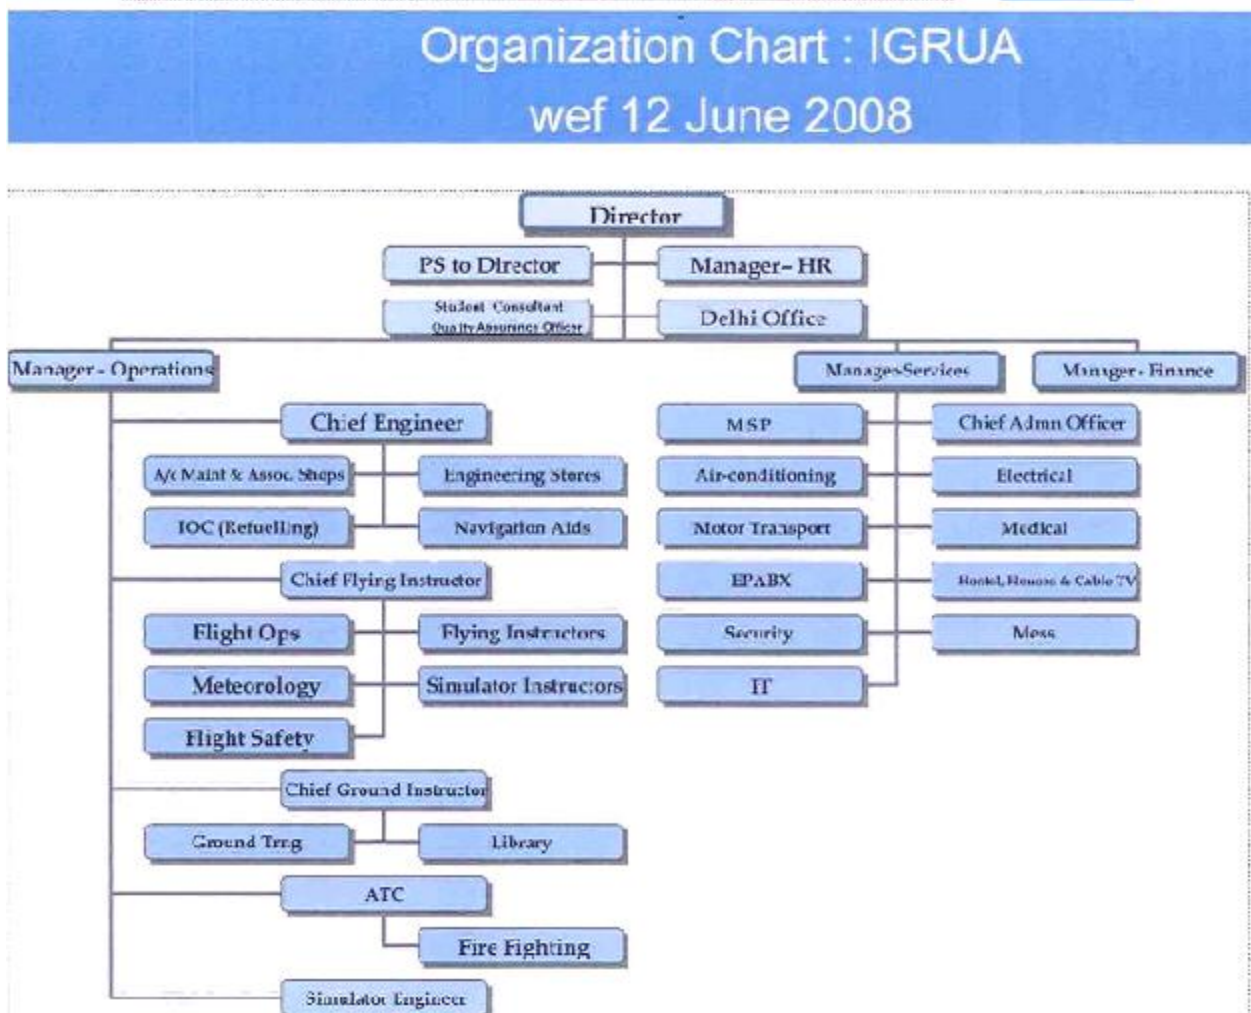 Organization Chart : IGRUA
wef 12 June 2008
Director
PS to Director
Manager– HR
Student Consultant
Quality Assurance Officer
Delhi Office
Manager - Operations
Manager-Services
Manager - Finance
Chief Engineer
MSP
Chief Admn Officer
A/c Maint & Assoc. Shops
Engineering Stores
Air-conditioning
Electrical
IOC (Refuelling)
Navigation Aids
Motor Transport
Medical
Chief Flying Instructor
EPABX
Hostel, Houses & Cable TV
Flight Ops
Flying Instructors
Security
Mess
Meteorology
Simulator Instructors
IT
Flight Safety
Chief Ground Instructor
Ground Trng
Library
ATC
Fire Fighting
Simulator Engineer